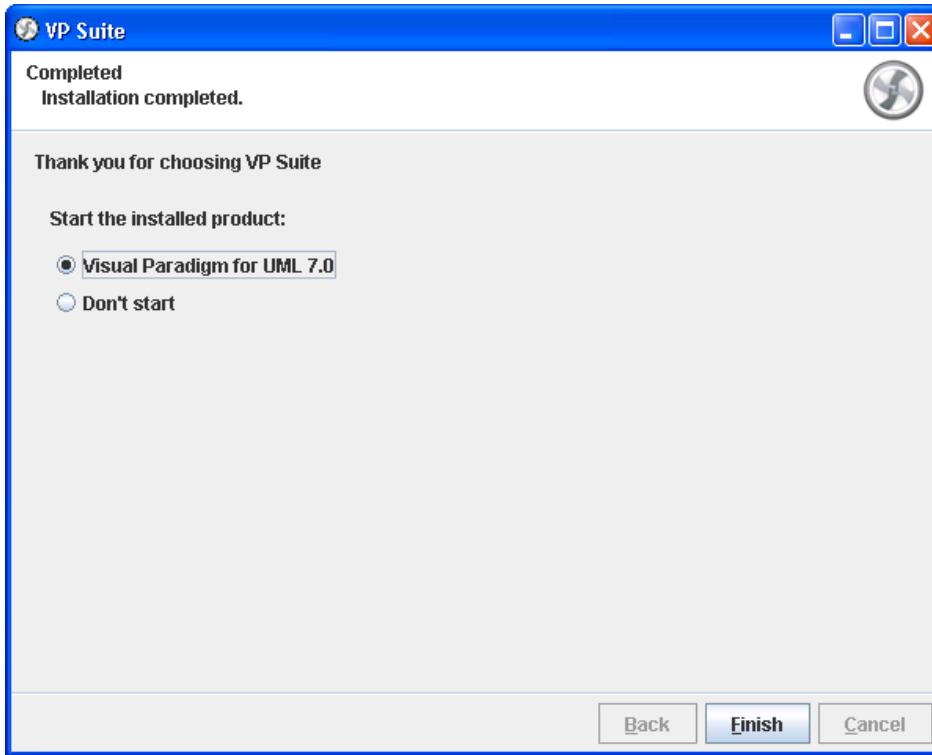 VP Suite
Completed
Installation completed.
Thank you for choosing VP Suite
Start the installed product:
Visual Paradigm for UML 7.0
Don't start
Back Finish Cancel